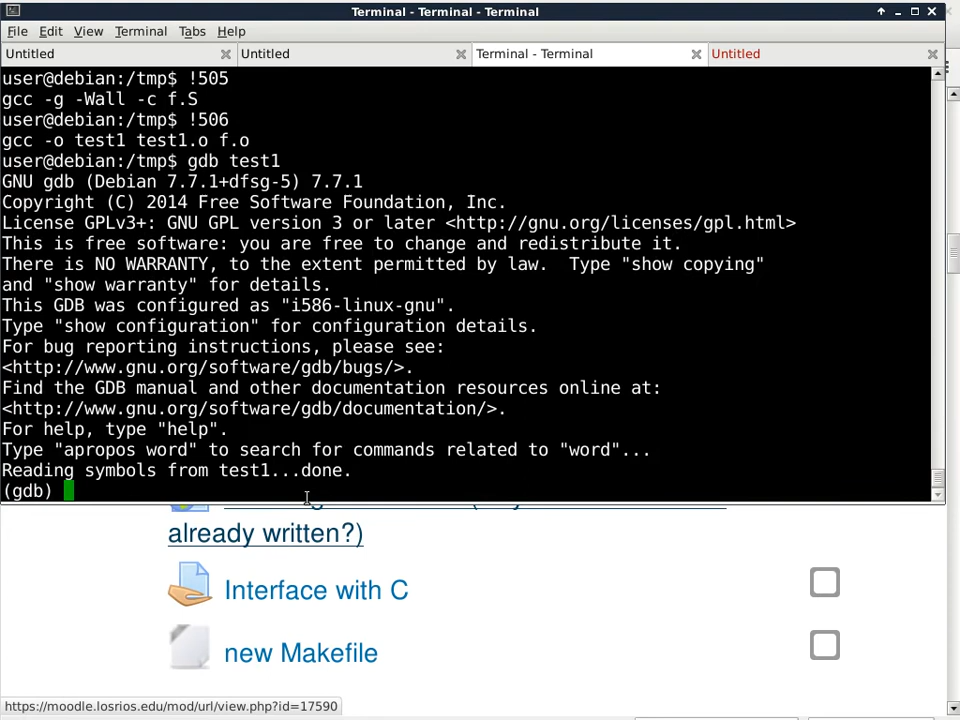 Terminal - Terminal - Terminal
File Edit View Terminal Tabs Help
Untitled Untitled Terminal - Terminal Untitled
user@debian:/tmp$ !505
gcc -g -Wall -c f.S
user@debian:/tmp$ !506
gcc -o test1 test1.o f.o
user@debian:/tmp$ gdb test1
GNU gdb (Debian 7.7.1+dfsg-5) 7.7.1
Copyright (C) 2014 Free Software Foundation, Inc.
License GPLv3+: GNU GPL version 3 or later <http://gnu.org/licenses/gpl.html>
This is free software: you are free to change and redistribute it.
There is NO WARRANTY, to the extent permitted by law.  Type "show copying"
and "show warranty" for details.
This GDB was configured as "i586-linux-gnu".
Type "show configuration" for configuration details.
For bug reporting instructions, please see:
<http://www.gnu.org/software/gdb/bugs/>.
Find the GDB manual and other documentation resources online at:
<http://www.gnu.org/software/gdb/documentation/>.
For help, type "help".
Type "apropos word" to search for commands related to "word"...
Reading symbols from test1...done.
(gdb)
already written?)
Interface with C
new Makefile
https://moodle.losrios.edu/mod/url/view.php?id=17590